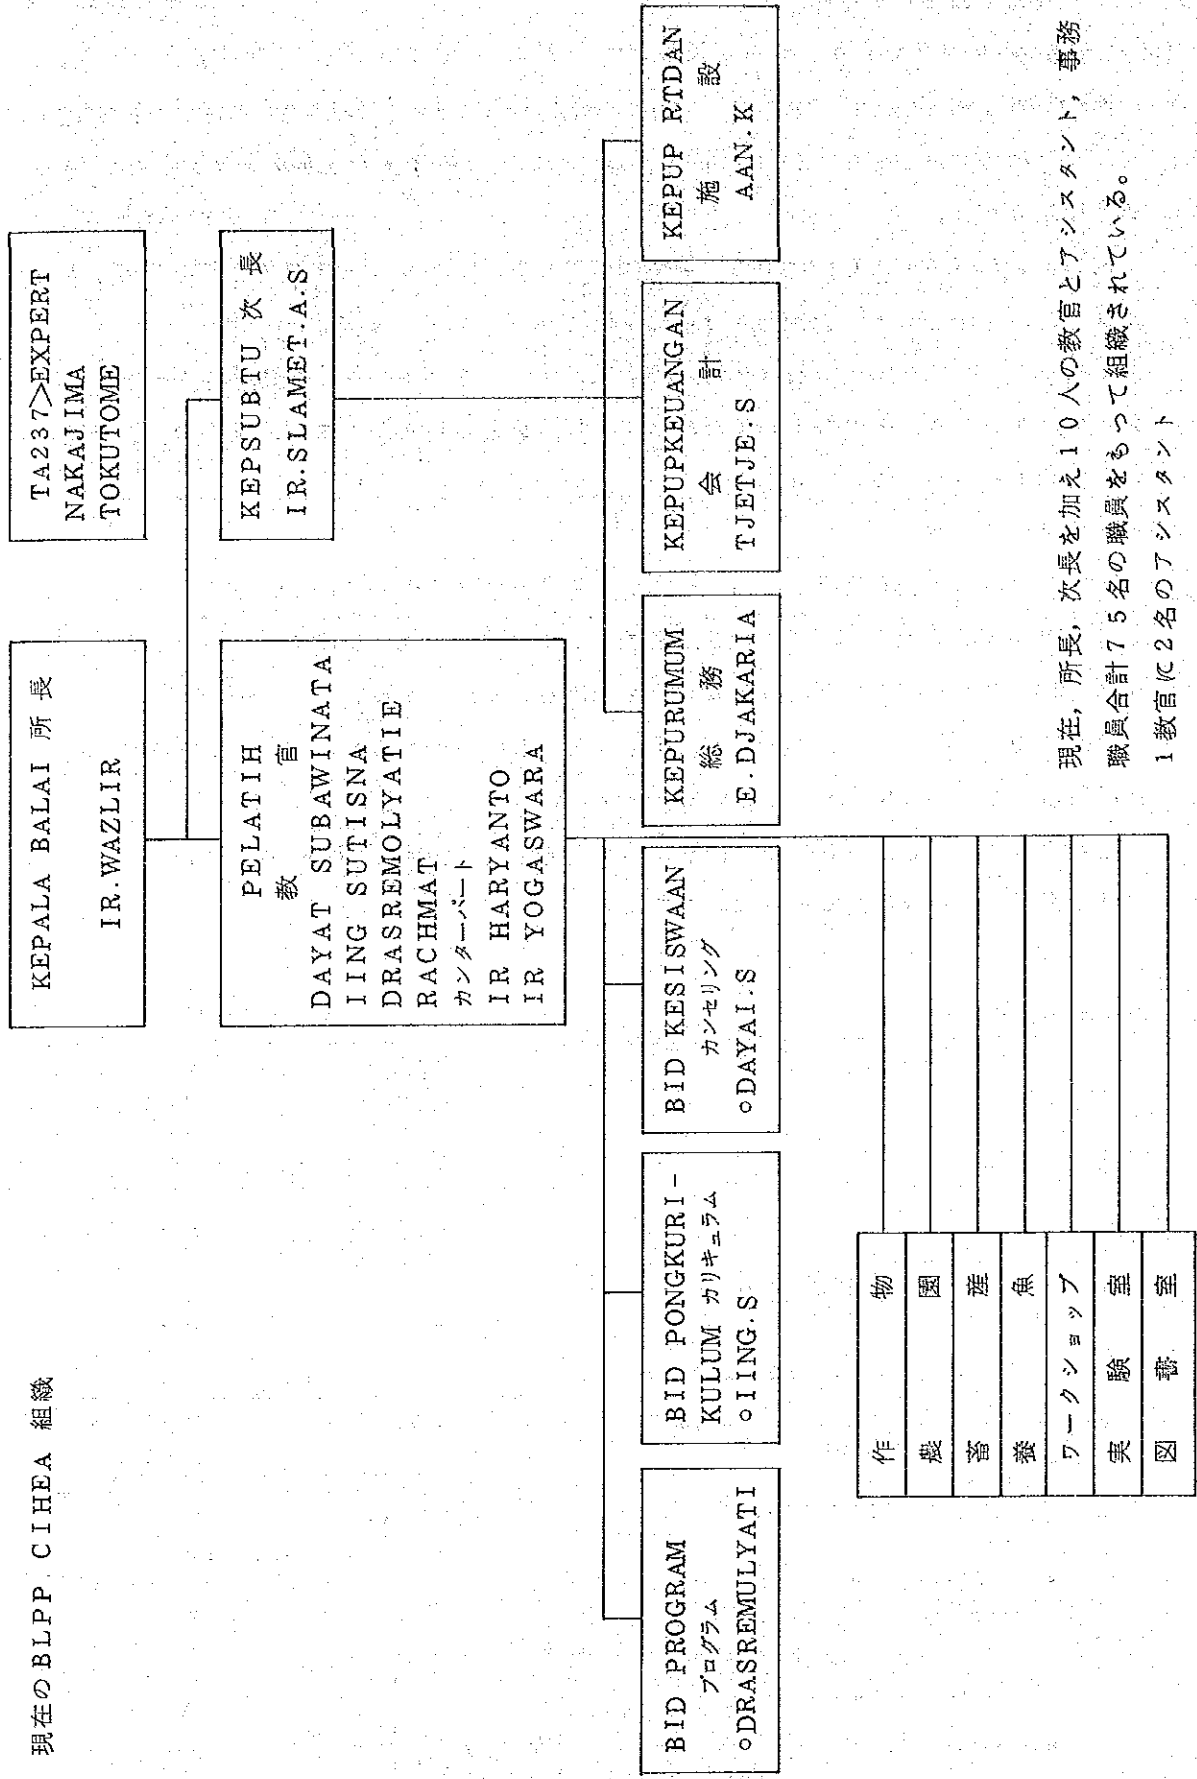 現在のBLPP CIHEA 組織
KEPALA BALAI 所長
IR.WAZLIR
TA237>EXPERT
NAKAJIMA
TOKUTOME
PELATIH
教官
DAYAT SUBAWINATA
IING SUTISNA
DRASREMOLYATIE
RACHMAT
カンターパート
IR HARYANTO
IR YOGASWARA
KEPSUBTU 次長
IR.SLAMET.A.S
BID PROGRAM
プログラム
○DRASREMULYATI
BID PONGKURI-
KULUM カリキュラム
○IING.S
BID KESISWAAN
カンセリング
○DAYAI.S
KEPURUMUM
総務
E.DJAKARIA
KEPUPKEUANGAN
会計
TJETJE.S
KEPUP RTDAN
施設
AAN.K
作物
農園
畜産
養魚
ワークショップ
実験室
図書室
現在,所長,次長を加え10人の教官とアシスタント,事務
職員合計75名の職員をもって組織されている。
1教官に2名のアシスタント